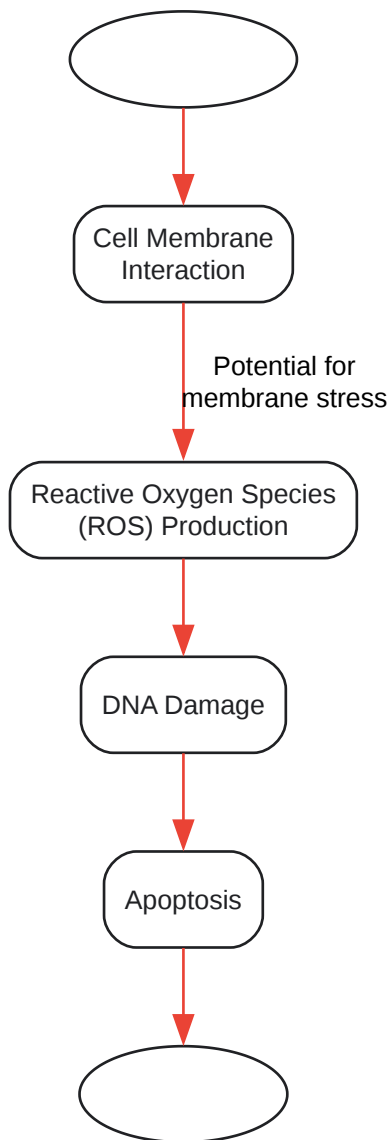 Cell Membrane
Interaction
Potential for
membrane stress
Reactive Oxygen Species
(ROS) Production
DNA Damage
Apoptosis